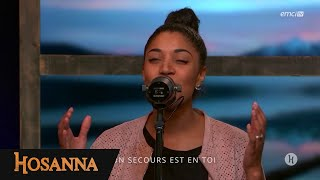 emci TV
N SECOURS EST EN TOI
HOSANNA
H